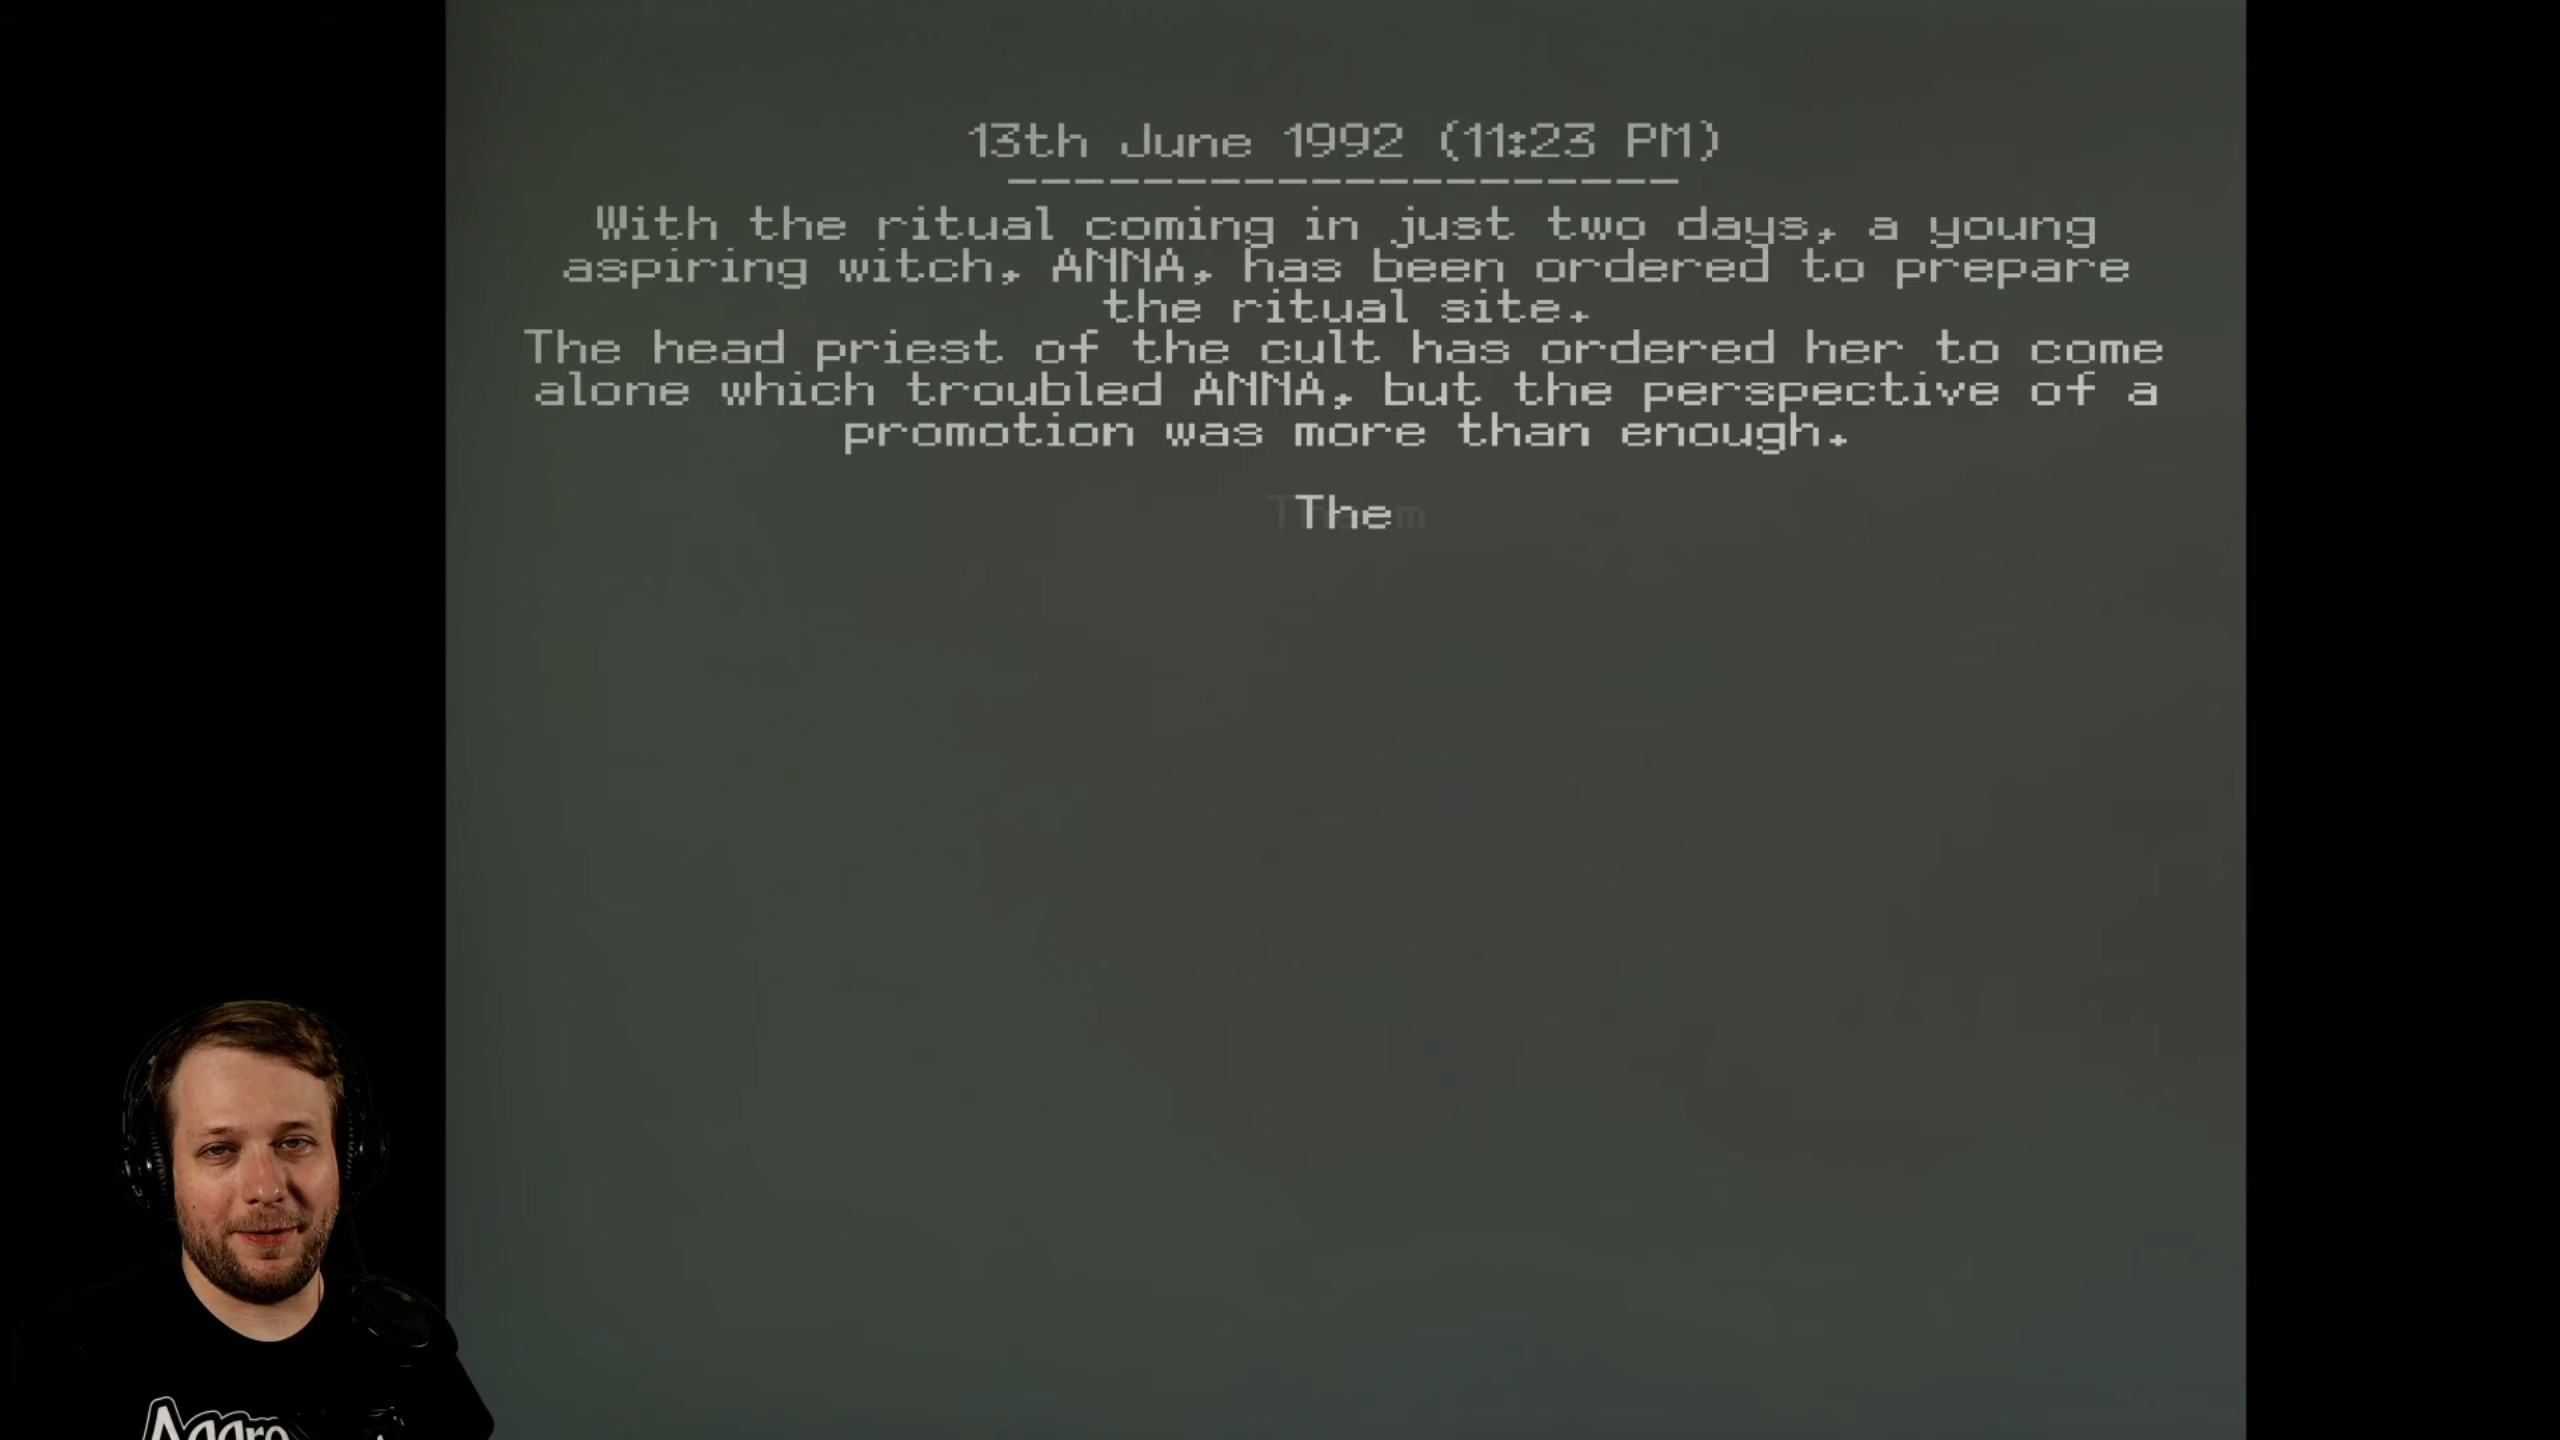 13th June 1992 (11:23 PM)
--------------------
With the ritual coming in just two days, a young
aspiring witch, ANNA, has been ordered to prepare
the ritual site.
The head priest of the cult has ordered her to come
alone which troubled ANNA, but the perspective of a
promotion was more than enough.
The
Aggro